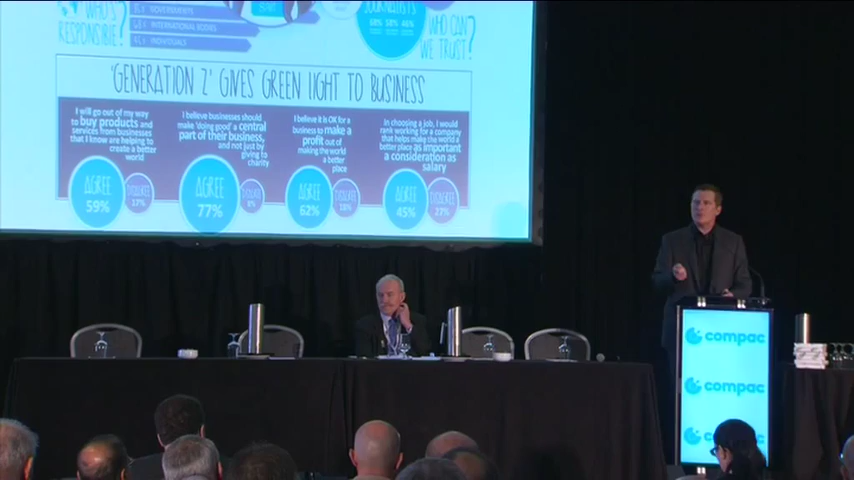 WHO'S
RESPONSIBLE?
GOVERNMENTS
INTERNATIONAL BODIES
INDIVIDUALS
JOURNALISTS
WHO CAN
WE TRUST?
'GENERATION Z' GIVES GREEN LIGHT TO BUSINESS
I will go out of my way
to buy products and
services from businesses
that I know are helping to
create a better
world
AGREE
59%
DISAGREE
17%
I believe businesses should
make 'doing good' a central
part of their business,
and not just by
giving to
charity
AGREE
77%
DISAGREE
I believe it is OK for a
business to make a
profit out of
making the world
a better
place
AGREE
62%
DISAGREE
In choosing a job, I would
rank working for a company
that helps make the world a
better place as important
a consideration as
salary
AGREE
45%
DISAGREE
27%
compac
compac
compac